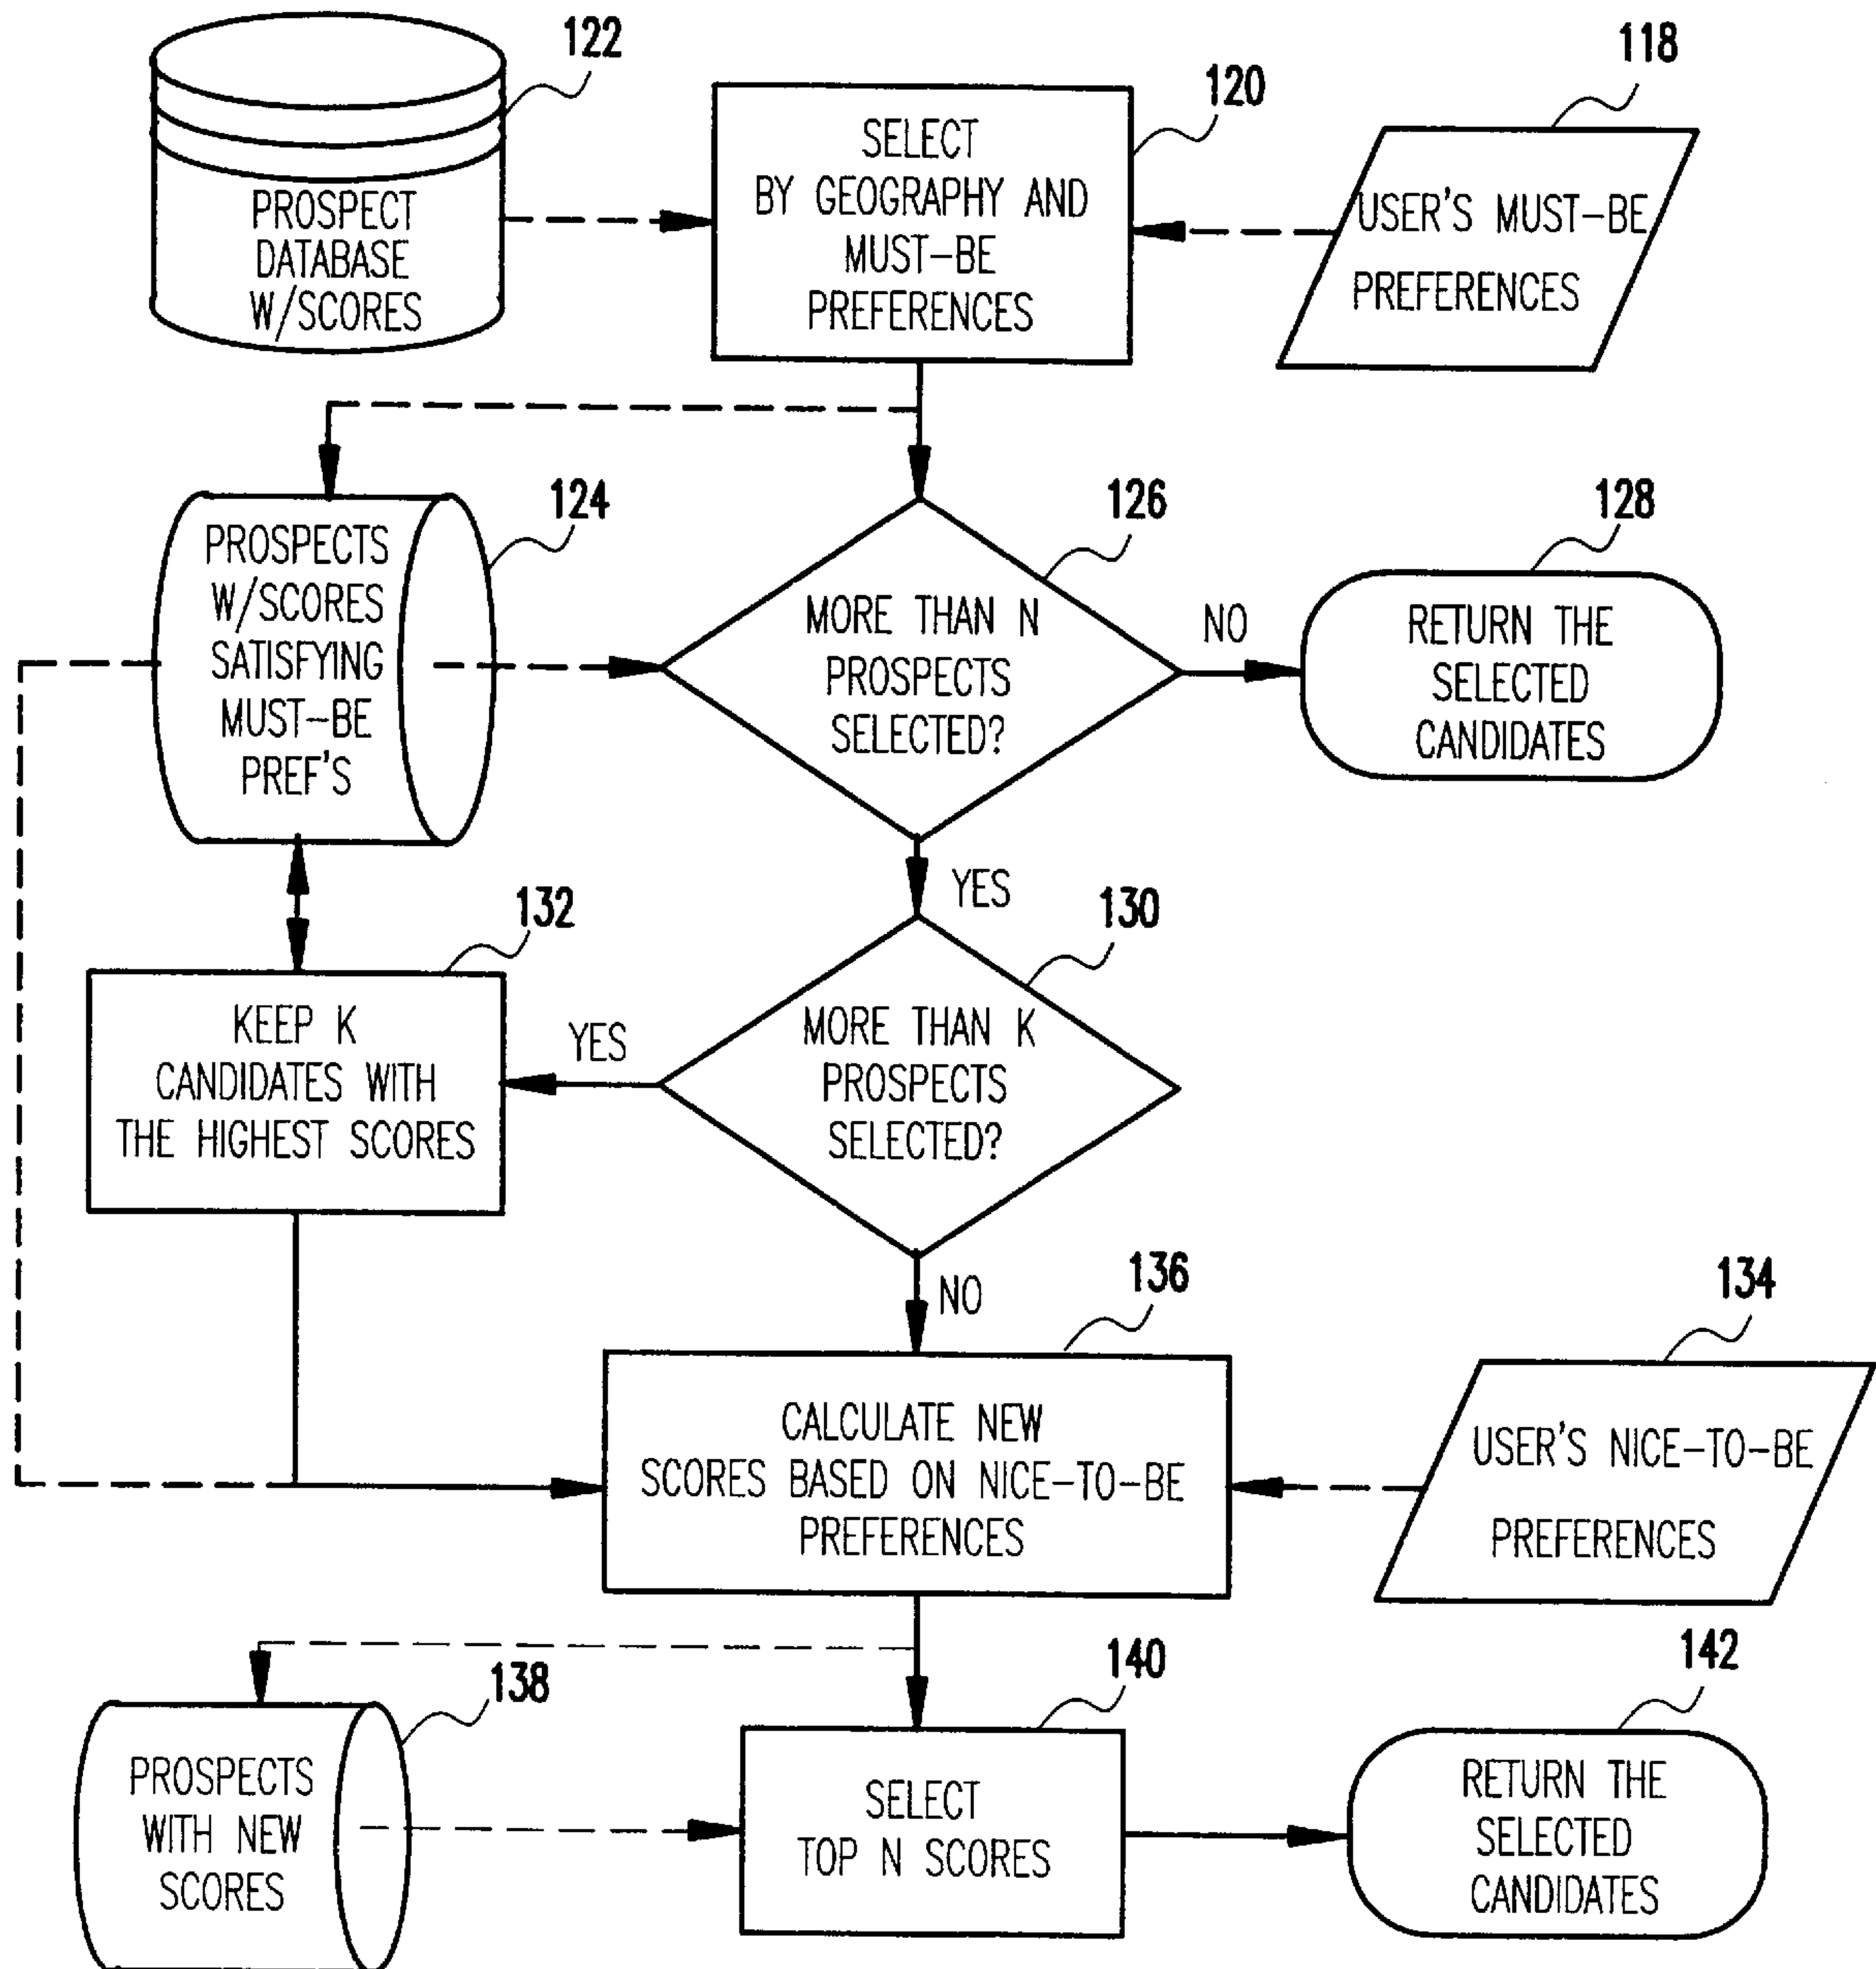 122
PROSPECT
DATABASE
W/SCORES
120
SELECT
BY GEOGRAPHY AND
MUST-BE
PREFERENCES
118
USER'S MUST-BE
PREFERENCES
124
PROSPECTS
W/SCORES
SATISFYING
MUST-BE
PREF'S
126
MORE THAN N
PROSPECTS
SELECTED?
NO
128
RETURN THE
SELECTED
CANDIDATES
YES
132
KEEP K
CANDIDATES WITH
THE HIGHEST SCORES
YES
130
MORE THAN K
PROSPECTS
SELECTED?
NO
136
CALCULATE NEW
SCORES BASED ON NICE-TO-BE
PREFERENCES
134
USER'S NICE-TO-BE
PREFERENCES
138
PROSPECTS
WITH NEW
SCORES
140
SELECT
TOP N SCORES
142
RETURN THE
SELECTED
CANDIDATES